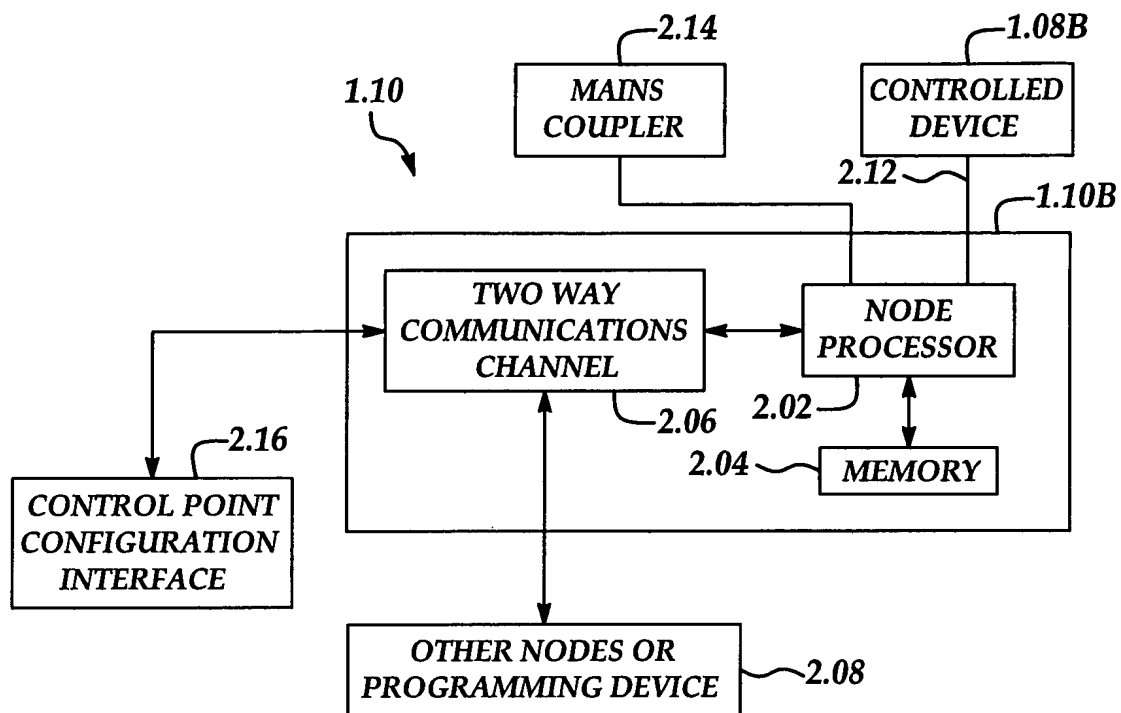 2.14
1.08B
1.10
MAINS
COUPLER
CONTROLLED
DEVICE
2.12
1.10B
TWO WAY
COMMUNICATIONS
CHANNEL
NODE
PROCESSOR
2.06
2.02
2.16
2.04
MEMORY
CONTROL POINT
CONFIGURATION
INTERFACE
OTHER NODES OR
PROGRAMMING DEVICE
2.08